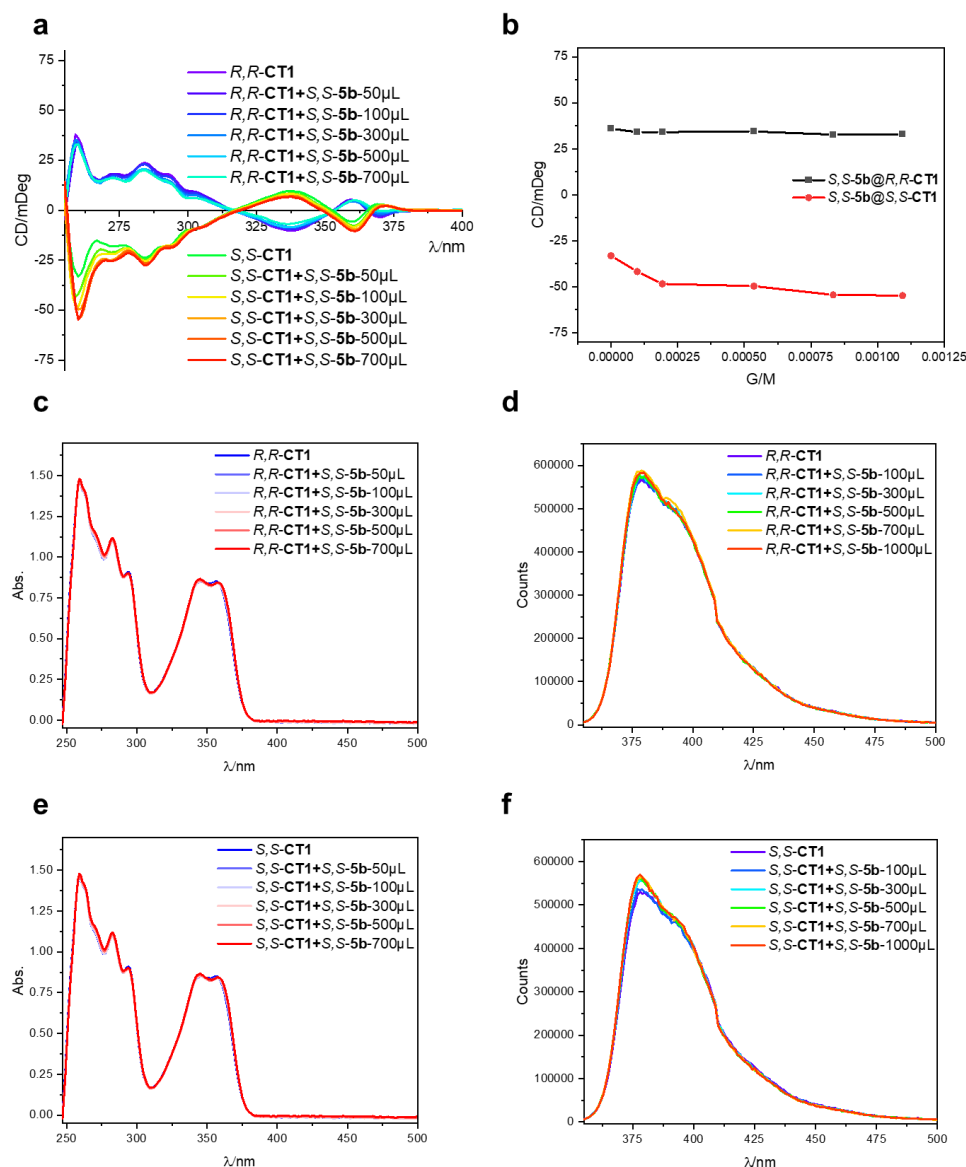 a
75
50
25
0
-25
-50
-75
CD/mDeg
275
300
325
350
375
400
λ/nm
R,R-CT1
R,R-CT1+S,S-5b-50μL
R,R-CT1+S,S-5b-100μL
R,R-CT1+S,S-5b-300μL
R,R-CT1+S,S-5b-500μL
R,R-CT1+S,S-5b-700μL
S,S-CT1
S,S-CT1+S,S-5b-50μL
S,S-CT1+S,S-5b-100μL
S,S-CT1+S,S-5b-300μL
S,S-CT1+S,S-5b-500μL
S,S-CT1+S,S-5b-700μL
b
75
50
25
0
-25
-50
-75
CD/mDeg
S,S-5b@R,R-CT1
S,S-5b@S,S-CT1
0.00000 0.00025 0.00050 0.00075 0.00100 0.00125
G/M
c
1.50
1.25
1.00
0.75
0.50
0.25
0.00
Abs.
R,R-CT1
R,R-CT1+S,S-5b-50μL
R,R-CT1+S,S-5b-100μL
R,R-CT1+S,S-5b-300μL
R,R-CT1+S,S-5b-500μL
R,R-CT1+S,S-5b-700μL
250 300 350 400 450 500
λ/nm
d
600000
500000
400000
300000
200000
100000
0
Counts
R,R-CT1
R,R-CT1+S,S-5b-100μL
R,R-CT1+S,S-5b-300μL
R,R-CT1+S,S-5b-500μL
R,R-CT1+S,S-5b-700μL
R,R-CT1+S,S-5b-1000μL
375 400 425 450 475 500
λ/nm
e
1.50
1.25
1.00
0.75
0.50
0.25
0.00
Abs.
S,S-CT1
S,S-CT1+S,S-5b-50μL
S,S-CT1+S,S-5b-100μL
S,S-CT1+S,S-5b-300μL
S,S-CT1+S,S-5b-500μL
S,S-CT1+S,S-5b-700μL
250 300 350 400 450 500
λ/nm
f
600000
500000
400000
300000
200000
100000
0
Counts
S,S-CT1
S,S-CT1+S,S-5b-100μL
S,S-CT1+S,S-5b-300μL
S,S-CT1+S,S-5b-500μL
S,S-CT1+S,S-5b-700μL
S,S-CT1+S,S-5b-1000μL
375 400 425 450 475 500
λ/nm